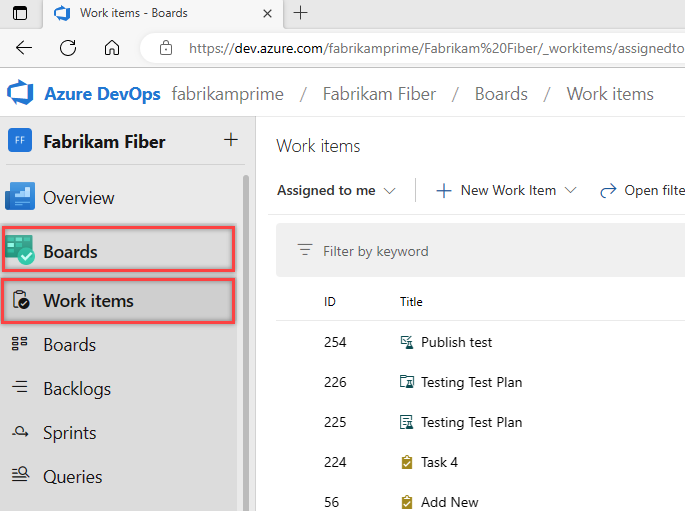 Work items - Boards
https://dev.azure.com/fabrikamprime/Fabrikam%20Fiber/_workitems/assignedto
Azure DevOps fabrikamprime / Fabrikam Fiber / Boards / Work items
FF Fabrikam Fiber
Overview
Boards
Work items
Boards
Backlogs
Sprints
Queries
Work items
Assigned to me New Work Item Open filte
Filter by keyword
ID Title
254 Publish test
226 Testing Test Plan
225 Testing Test Plan
224 Task 4
56 Add New